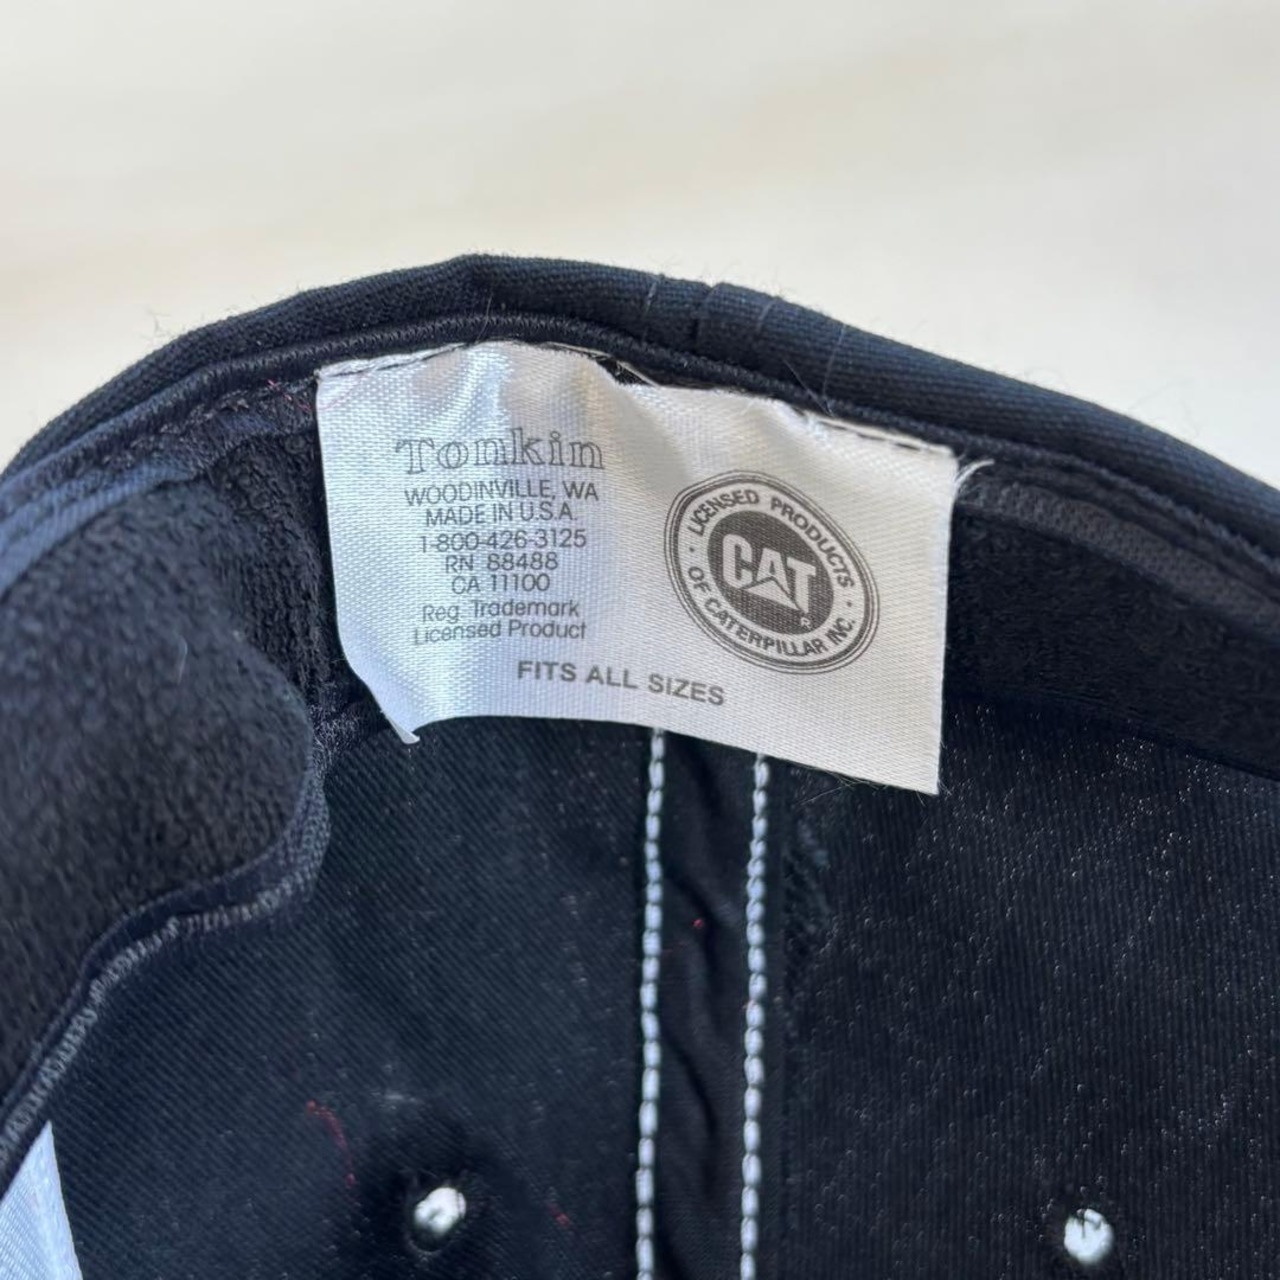 Tomkin
WOODINVILLE, WA
MADE IN U.S.A.
1-800-426-3125
RN 88488
CA 11100
Reg. Trademark
Licensed Product
LICENSED PRODUCTS
CAT
®
OF CATERPILLAR INC.
FITS ALL SIZES